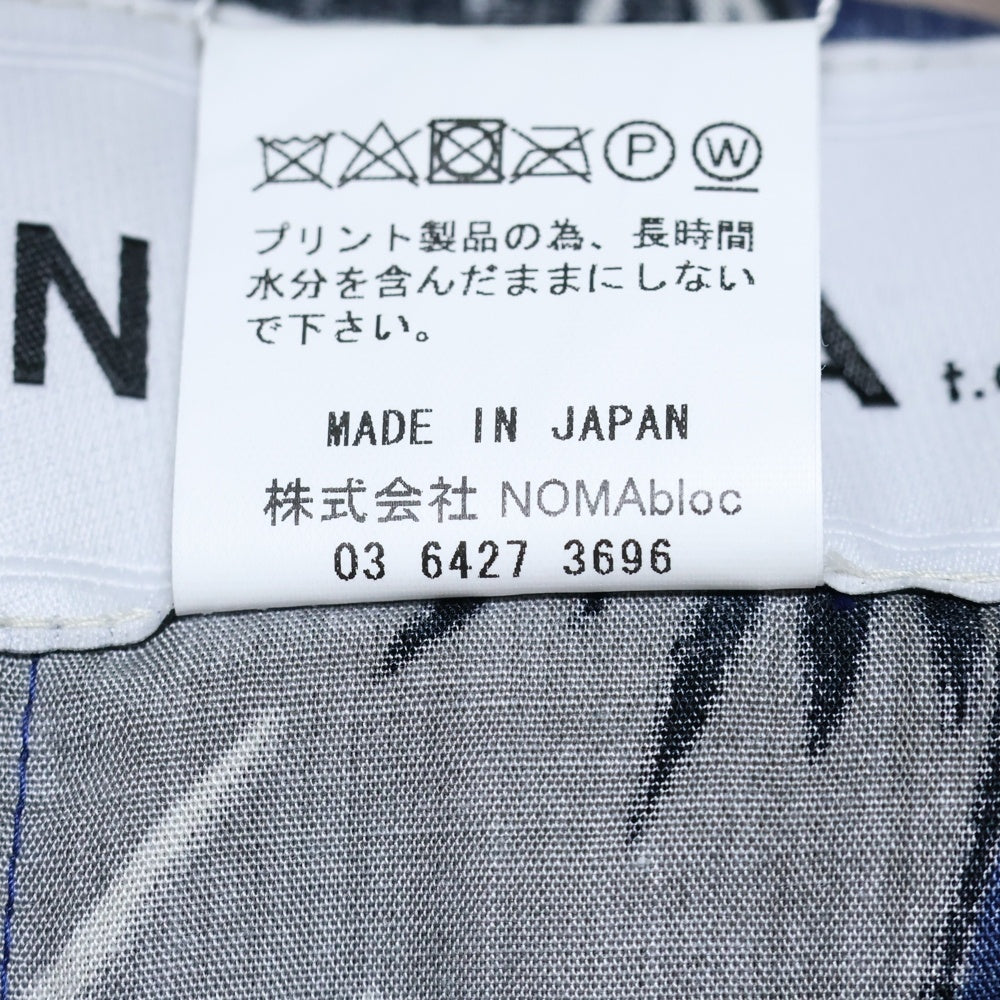 P W
プリント製品の為、長時間
水分を含んだままにしない
で下さい。
MADE IN JAPAN
株式会社 NOMAbloc
03 6427 3696
N
A t.